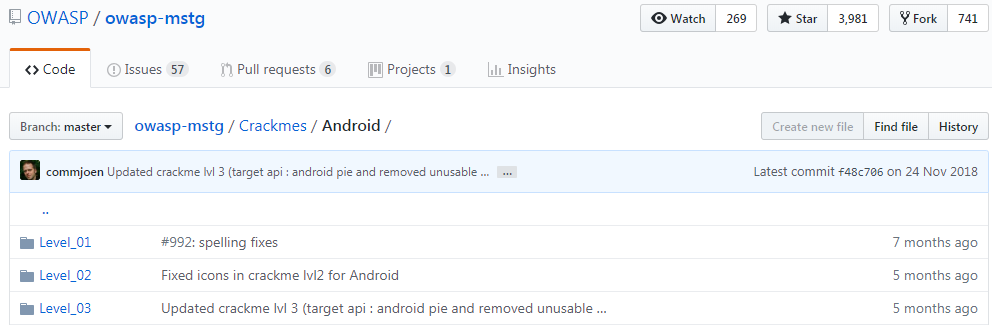 OWASP / owasp-mstg Watch 269 Star 3,981 Fork 741
Code Issues 57 Pull requests 6 Projects 1 Insights
Branch: master owasp-mstg / Crackmes / Android / Create new file Find file History
commjoen Updated crackme lvl 3 (target api : android pie and removed unusable ... ... Latest commit f48c706 on 24 Nov 2018
..
Level_01 #992: spelling fixes 7 months ago
Level_02 Fixed icons in crackme lvl2 for Android 5 months ago
Level_03 Updated crackme lvl 3 (target api : android pie and removed unusable ... 5 months ago